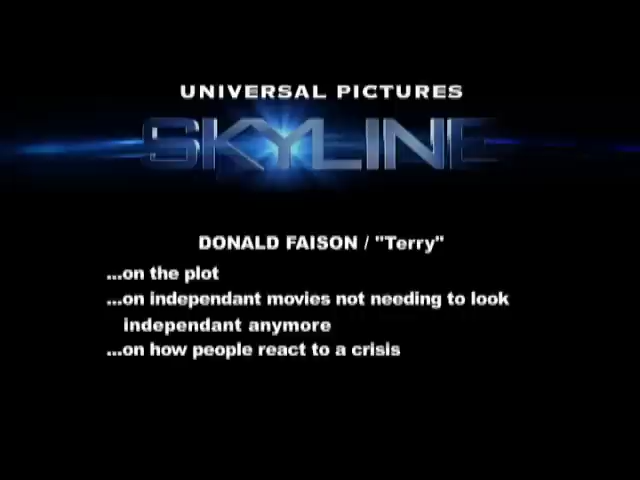 UNIVERSAL PICTURES
SKYLINE
DONALD FAISON / "Terry"
...on the plot
...on independant movies not needing to look
independant anymore
...on how people react to a crisis